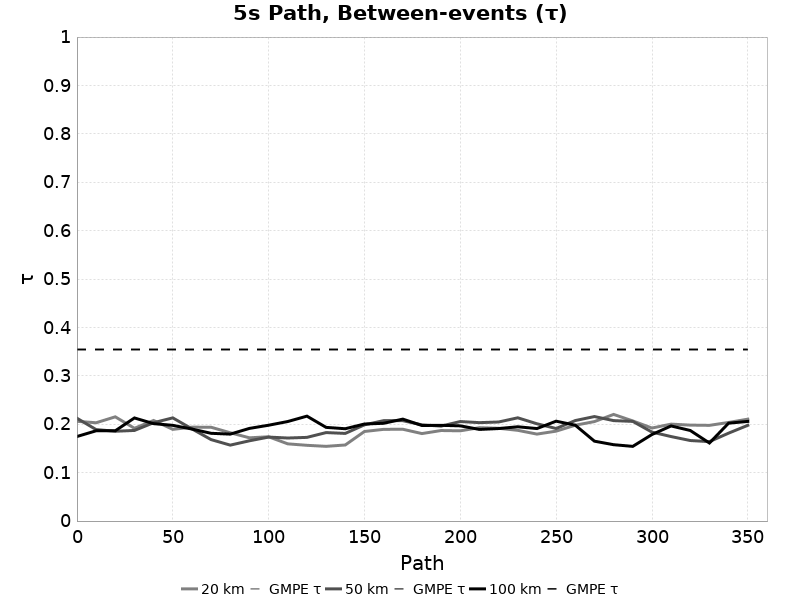 5s Path, Between-events (τ)
1
0.9
0.8
0.7
0.6
0.5
0.4
0.3
0.2
0.1
0
τ
0 50 100 150 200 250 300 350
Path
20 km GMPE τ 50 km GMPE τ 100 km GMPE τ